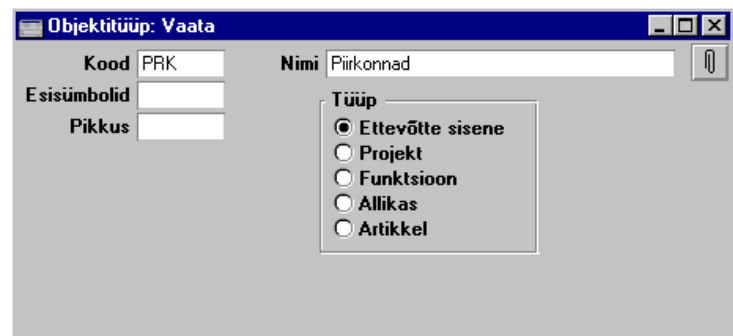 Objektitüüp: Vaata
Kood PRK Nimi Piirkonnad
Esisümbolid
Pikkus
Tüüp
Ettevõtte sisene
Projekt
Funktsioon
Allikas
Artikkel